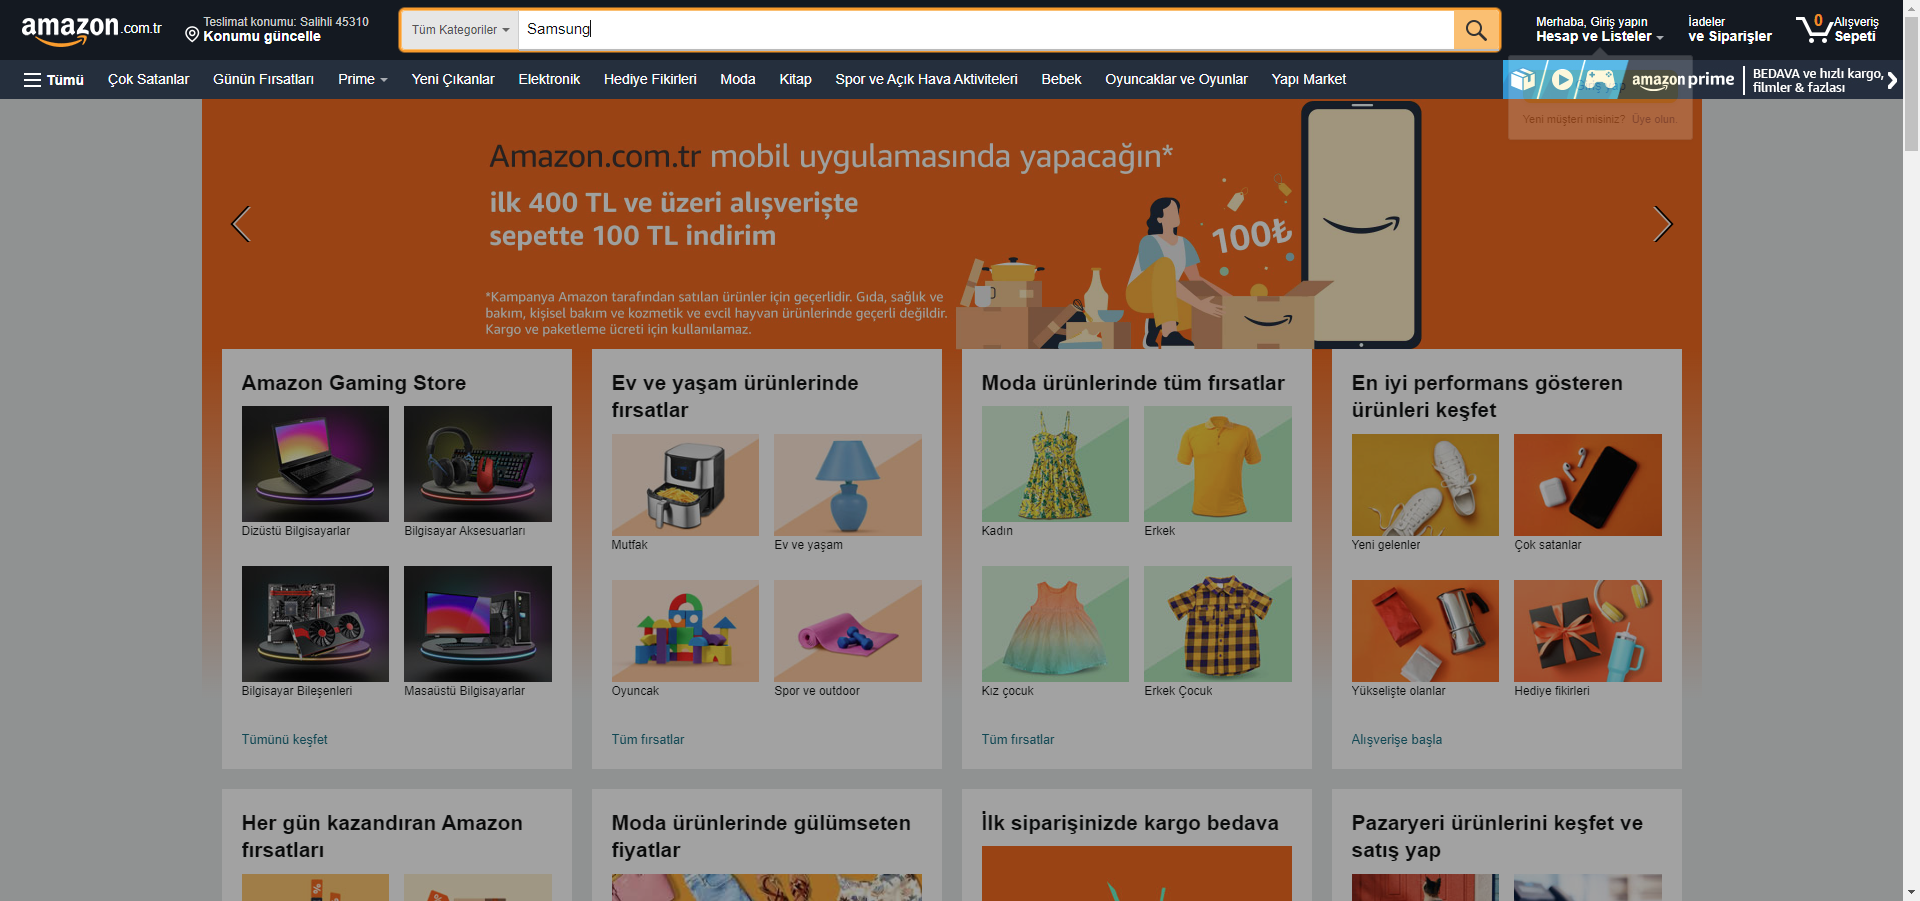 amazon.com.tr
Teslimat konumu: Salihli 45310
Konumu güncelle
Tüm Kategoriler
Samsung
Merhaba, Giriş yapın
Hesap ve Listeler
İadeler
ve Siparişler
0
Alışveriş
Sepeti
Tümü
Çok Satanlar
Günün Fırsatları
Prime
Yeni Çıkanlar
Elektronik
Hediye Fikirleri
Moda
Kitap
Spor ve Açık Hava Aktiviteleri
Bebek
Oyuncaklar ve Oyunlar
Yapı Market
amazon prime
BEDAVA ve hızlı kargo,
filmler & fazlası
Yeni müşteri misiniz? Üye olun.
Amazon.com.tr mobil uygulamasında yapacağın*
ilk 400 TL ve üzeri alışverişte
sepette 100 TL indirim
100₺
*Kampanya Amazon tarafından satılan ürünler için geçerlidir. Gıda, sağlık ve
bakım, kişisel bakım ve kozmetik ve evcil hayvan ürünlerinde geçerli değildir.
Kargo ve paketleme ücreti için kullanılamaz.
Amazon Gaming Store
Dizüstü Bilgisayarlar
Bilgisayar Aksesuarları
Bilgisayar Bileşenleri
Masaüstü Bilgisayarlar
Tümünü keşfet
Ev ve yaşam ürünlerinde
fırsatlar
Mutfak
Ev ve yaşam
Oyuncak
Spor ve outdoor
Tüm fırsatlar
Moda ürünlerinde tüm fırsatlar
Kadın
Erkek
Kız çocuk
Erkek Çocuk
Tüm fırsatlar
En iyi performans gösteren
ürünleri keşfet
Yeni gelenler
Çok satanlar
Yükselişte olanlar
Hediye fikirleri
Alışverişe başla
Her gün kazandıran Amazon
fırsatları
Moda ürünlerinde gülümseten
fiyatlar
İlk siparişinizde kargo bedava
Pazaryeri ürünlerini keşfet ve
satış yap